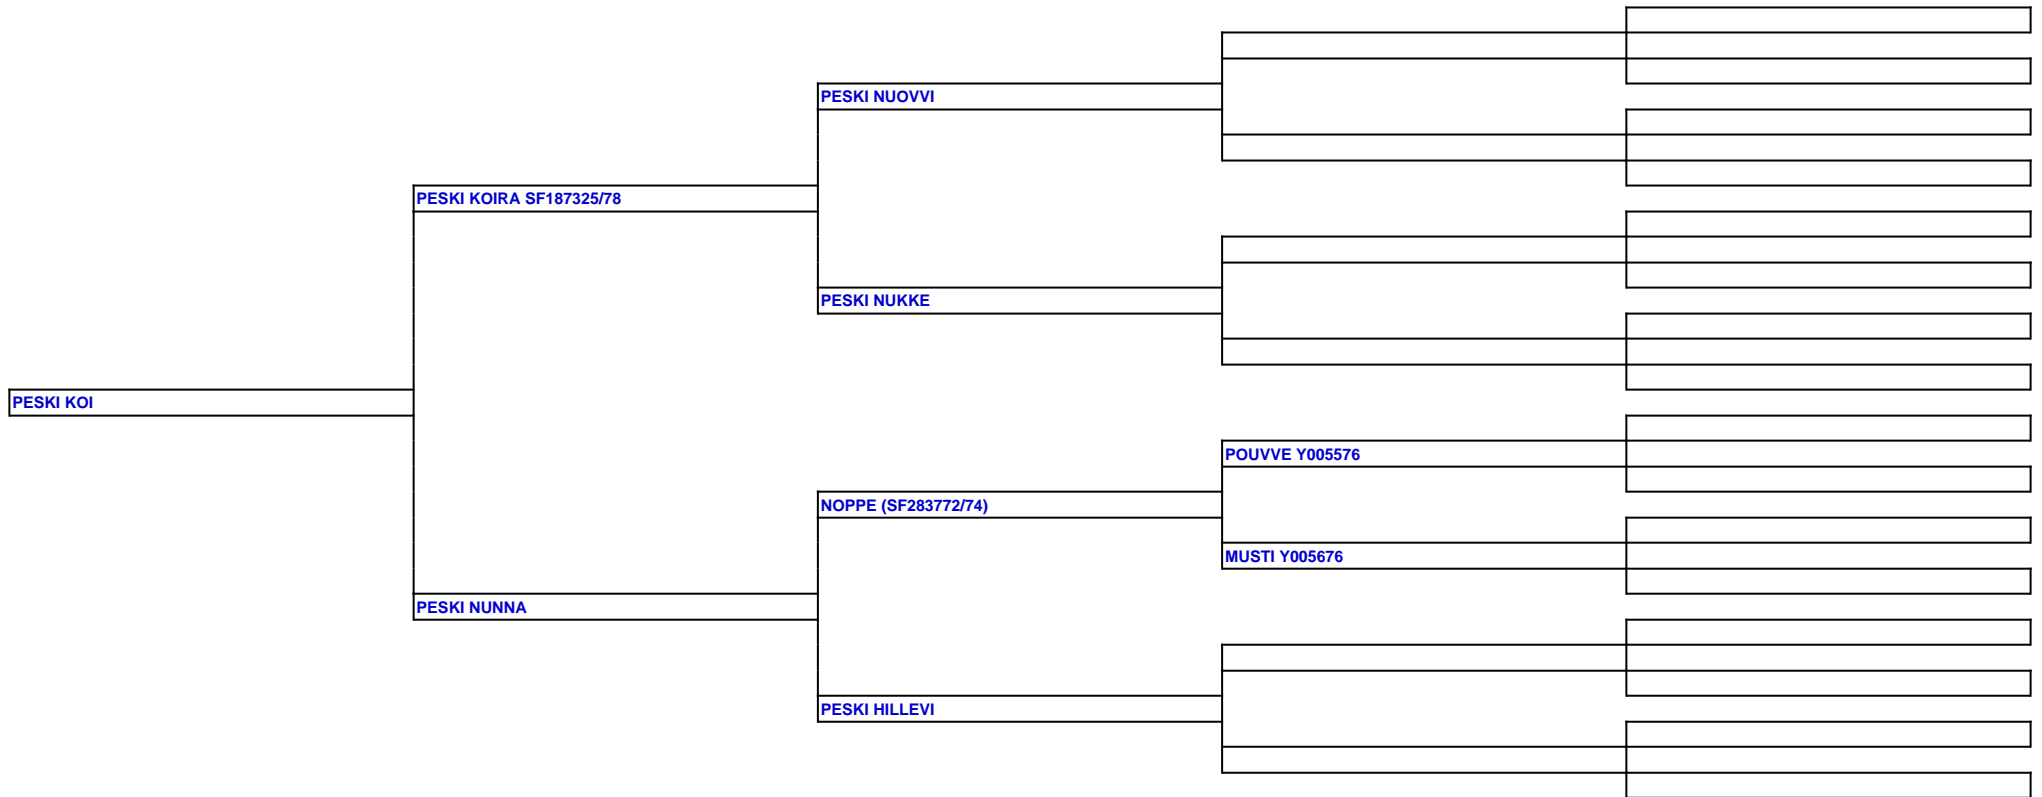 PESKI NUOVVI
PESKI KOIRA SF187325/78
PESKI NUKKE
PESKI KOI
POUVVE Y005576
NOPPE (SF283772/74)
MUSTI Y005676
PESKI NUNNA
PESKI HILLEVI